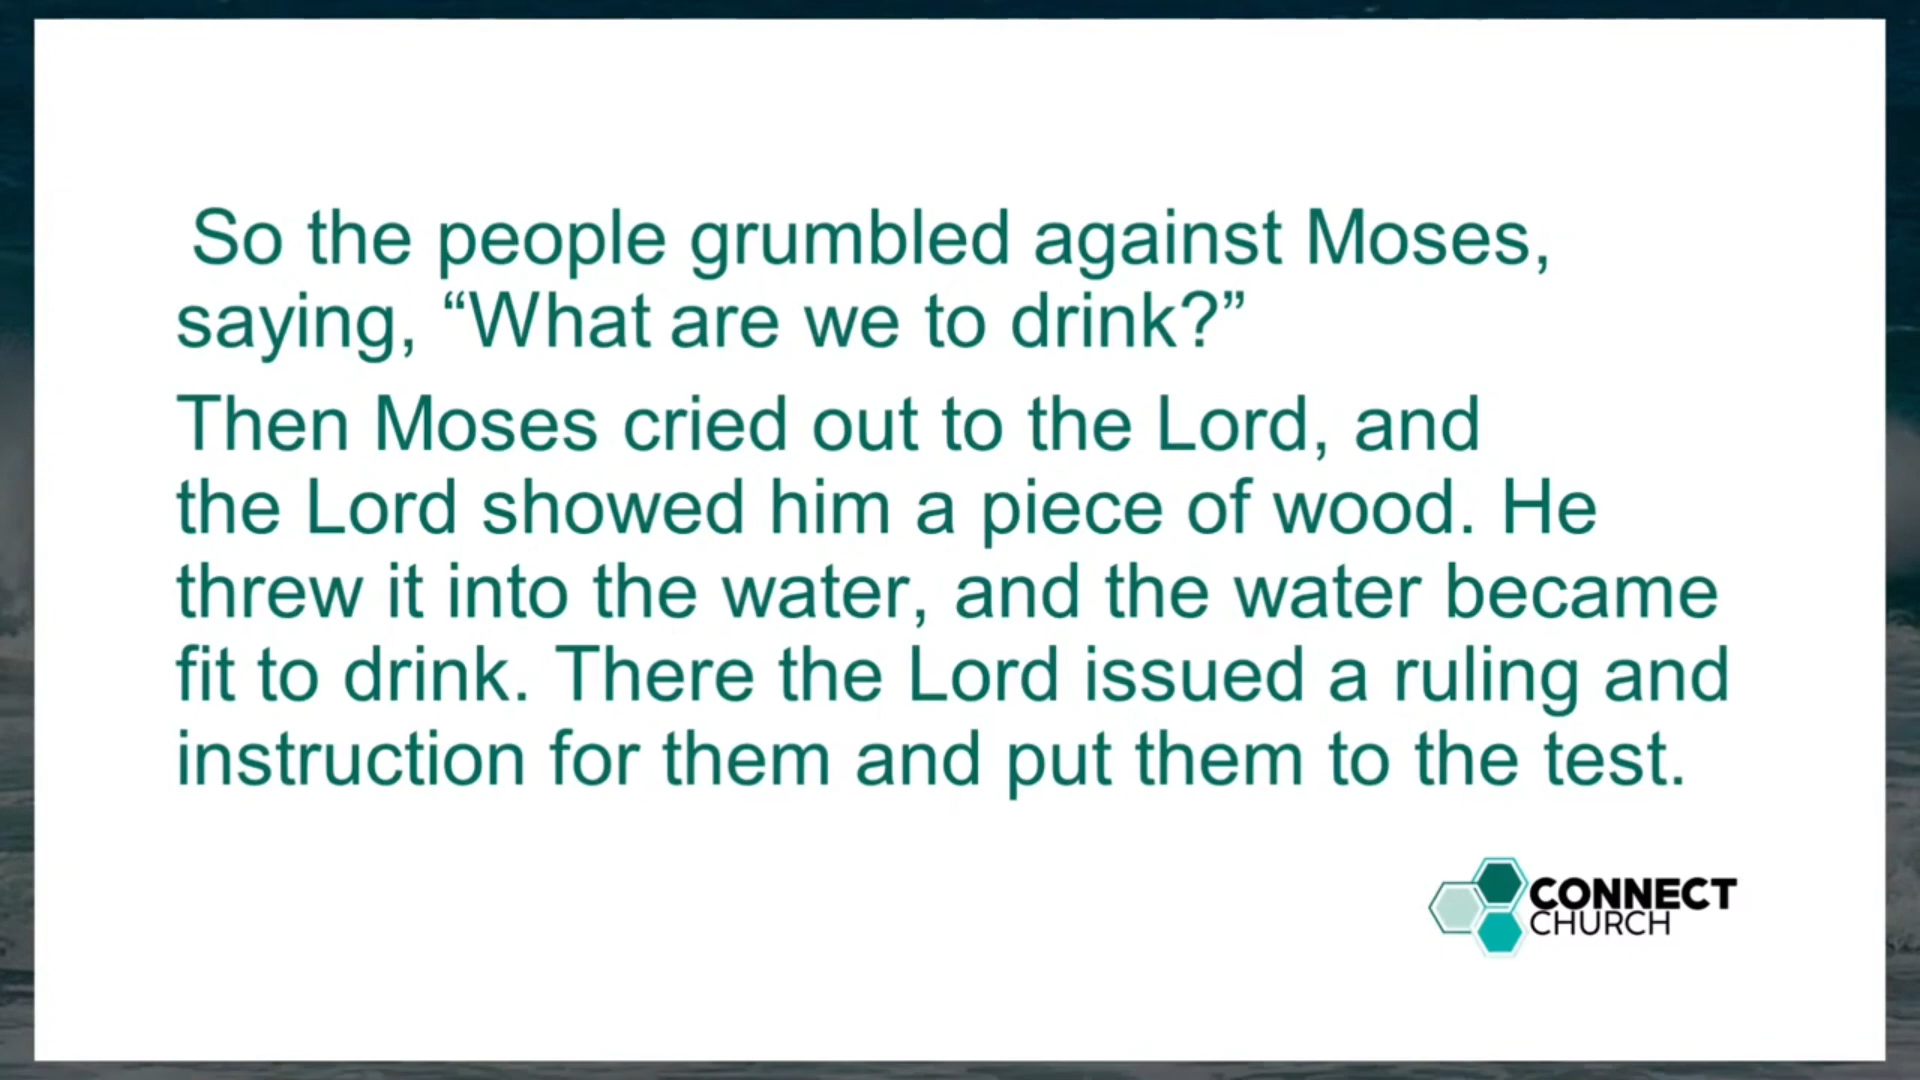 So the people grumbled against Moses,
saying, “What are we to drink?”
Then Moses cried out to the Lord, and
the Lord showed him a piece of wood. He
threw it into the water, and the water became
fit to drink. There the Lord issued a ruling and
instruction for them and put them to the test.
CONNECT
CHURCH